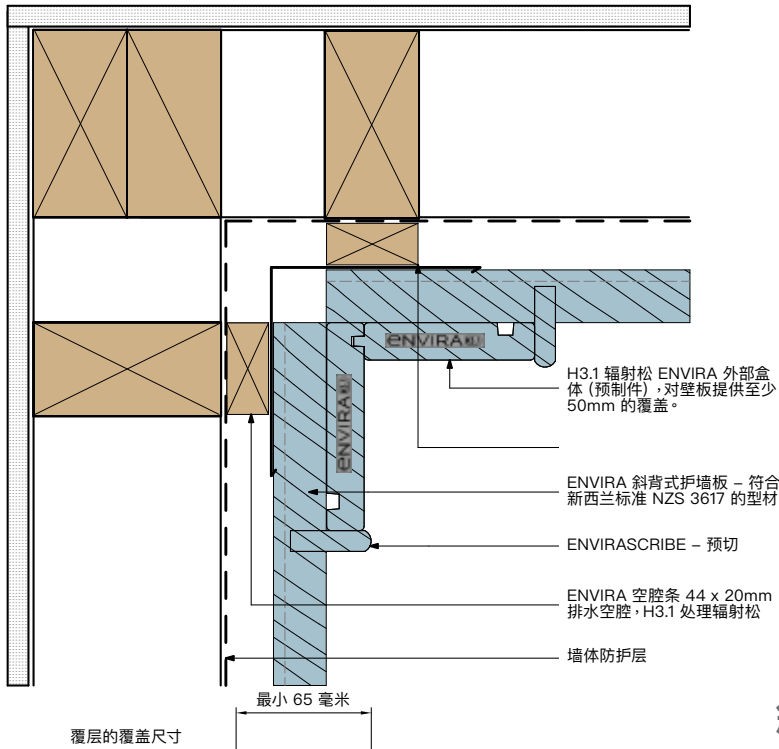 ENVIRA
ENVIRA
H3.1 辐射松 ENVIRA 外部盒
体 (预制件)，对壁板提供至少
50mm 的覆盖。
ENVIRA 斜背式护墙板 – 符合
新西兰标准 NZS 3617 的型材
ENVIRASCRIBE – 预切
ENVIRA 空腔条 44 x 20mm
排水空腔，H3.1 处理辐射松
墙体防护层
最小 65 毫米
覆层的覆盖尺寸